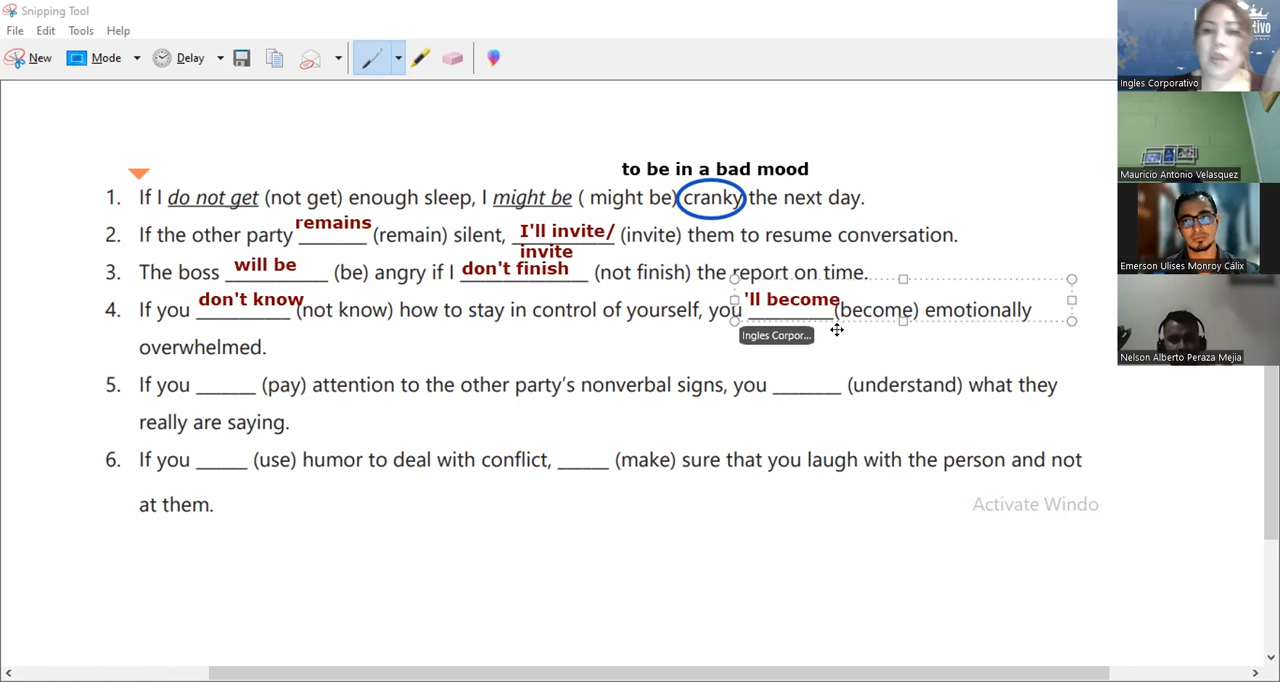 Snipping Tool
File Edit Tools Help
New Mode Delay
to be in a bad mood
1. If I do not get (not get) enough sleep, I might be ( might be) cranky the next day.
remains I'll invite/
2. If the other party ______ (remain) silent, _________ (invite) them to resume conversation.
invite
will be don't finish
3. The boss _________ (be) angry if I ___________ (not finish) the report on time.
don't know 'll become
4. If you ________ (not know) how to stay in control of yourself, you ________(become) emotionally
Ingles Corpor...
overwhelmed.
5. If you _____ (pay) attention to the other party's nonverbal signs, you ______ (understand) what they
really are saying.
6. If you _____ (use) humor to deal with conflict, _____ (make) sure that you laugh with the person and not
at them.
Activate Windo
Ingles Corporativo
Mauricio Antonio Velasquez
Emerson Ulises Monroy Cálix
Nelson Alberto Peraza Mejia